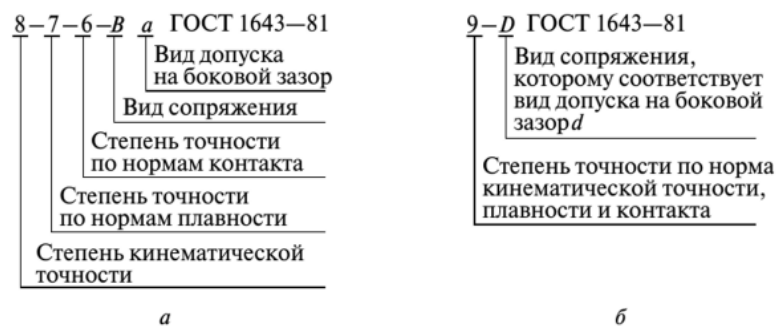 8–7–6–B a ГОСТ 1643—81
Вид допуска
на боковой зазор
Вид сопряжения
Степень точности
по нормам контакта
Степень точности
по нормам плавности
Степень кинематической
точности
а
9–D ГОСТ 1643—81
Вид сопряжения,
которому соответствует
вид допуска на боковой
зазор d
Степень точности по норма
кинематической точности,
плавности и контакта
б